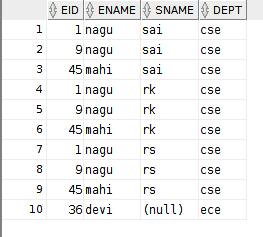 EID ENAME SNAME DEPT
1 1 nagu sai cse
2 9 nagu sai cse
3 45 mahi sai cse
4 1 nagu rk cse
5 9 nagu rk cse
6 45 mahi rk cse
7 1 nagu rs cse
8 9 nagu rs cse
9 45 mahi rs cse
10 36 devi (null) ece